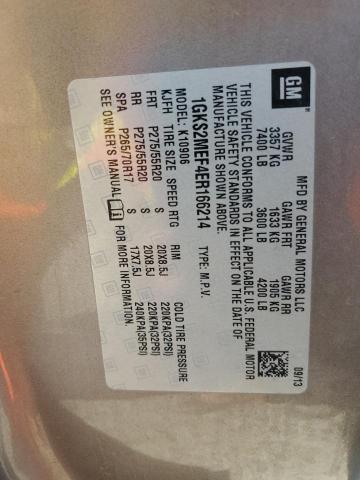 GM
MFD BY GENERAL MOTORS LLC
09/13
GVWR GAWR FRT GAWR RR
3357 KG 1633 KG 1905 KG
7400 LB 3600 LB 4200 LB
THIS VEHICLE CONFORMS TO ALL APPLICABLE U.S. FEDERAL MOTOR
VEHICLE SAFETY STANDARDS IN EFFECT ON THE DATE OF
MANUFACTURE SHOWN ABOVE.
1GKS2MEF4ER166214 TYPE: M.P.V.
MODEL: K10906
KJFH TIRE SIZE SPEED RTG RIM COLD TIRE PRESSURE
FRT P275/55R20 S 20X8.5J 220KPA(32PSI)
RR P275/55R20 S 20X8.5J 220KPA(32PSI)
SPA P265/70R17 S 17X7.5J 240KPA(35PSI)
SEE OWNER'S MANUAL FOR MORE INFORMATION.